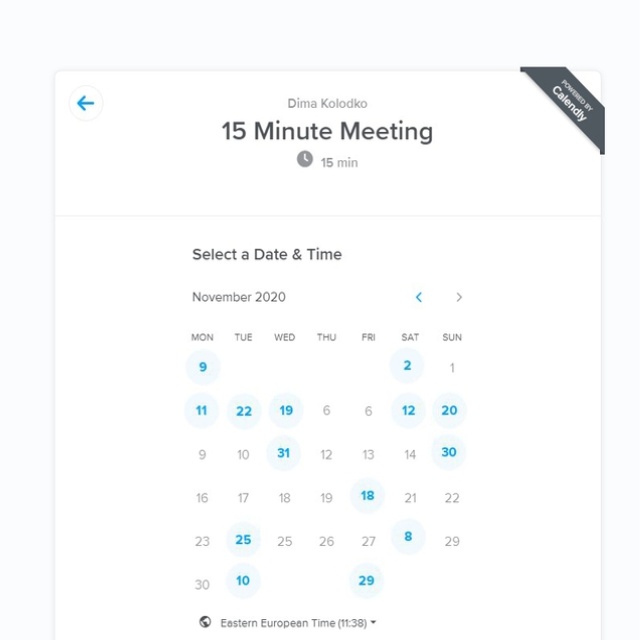 POWERED BY
Calendly
Dima Kolodko
15 Minute Meeting
15 min
Select a Date & Time
November 2020
MON TUE WED THU FRI SAT SUN
9 2 1
11 22 19 6 6 12 20
9 10 31 12 13 14 30
16 17 18 19 18 21 22
23 25 25 26 27 8 29
30 10 29
Eastern European Time (11:38)